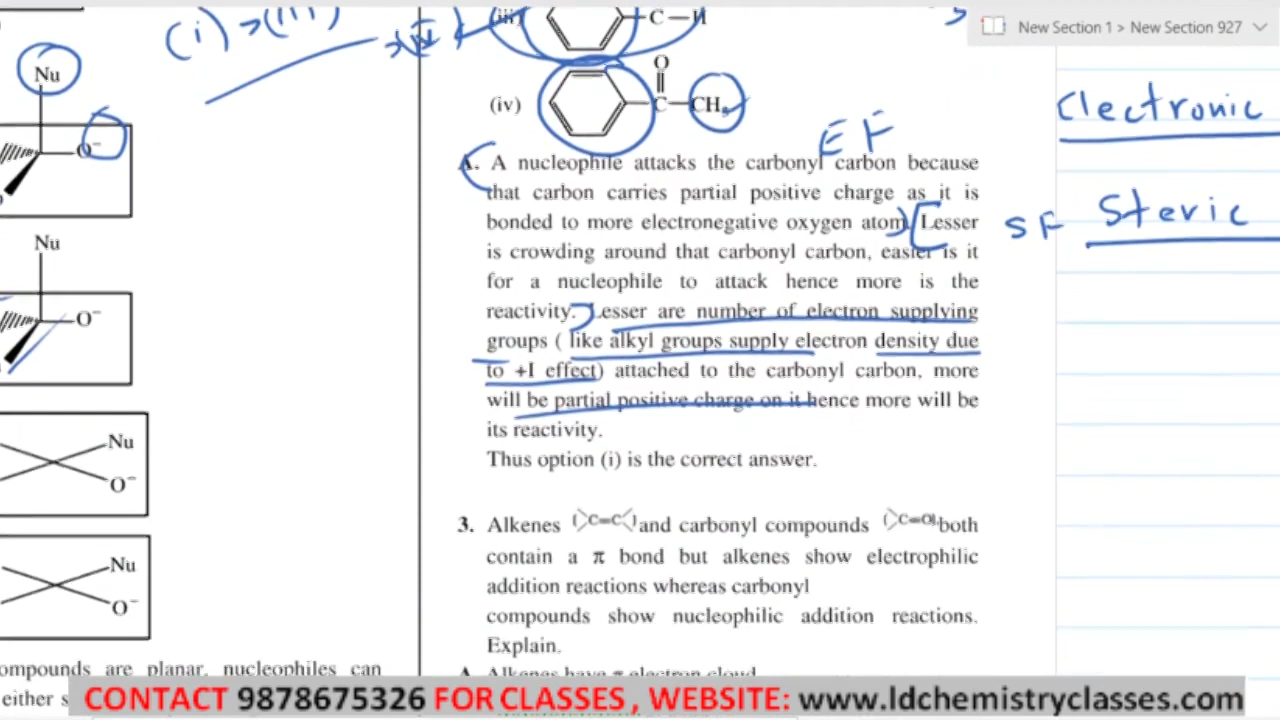 New Section 1 > New Section 927
(i) > (iii)
Nu
O⁻
Nu
O⁻
Nu
O⁻
Nu
O⁻
ompounds are planar, nucleophiles can
either s
(iii)
C—H
O
(iv)
C—CH₃
EF
A. A nucleophile attacks the carbonyl carbon because
that carbon carries partial positive charge as it is
bonded to more electronegative oxygen atom. Lesser
is crowding around that carbonyl carbon, easier is it
for a nucleophile to attack hence more is the
reactivity. Lesser are number of electron supplying
groups ( like alkyl groups supply electron density due
to +I effect) attached to the carbonyl carbon, more
will be partial positive charge on it hence more will be
its reactivity.
Thus option (i) is the correct answer.
3. Alkenes (>C=C<) and carbonyl compounds (>C=O) both
contain a π bond but alkenes show electrophilic
addition reactions whereas carbonyl
compounds show nucleophilic addition reactions.
Explain.
A. Alkenes have π electron cloud
Electronic
SF Steric
CONTACT 9878675326 FOR CLASSES , WEBSITE: www.ldchemistryclasses.com